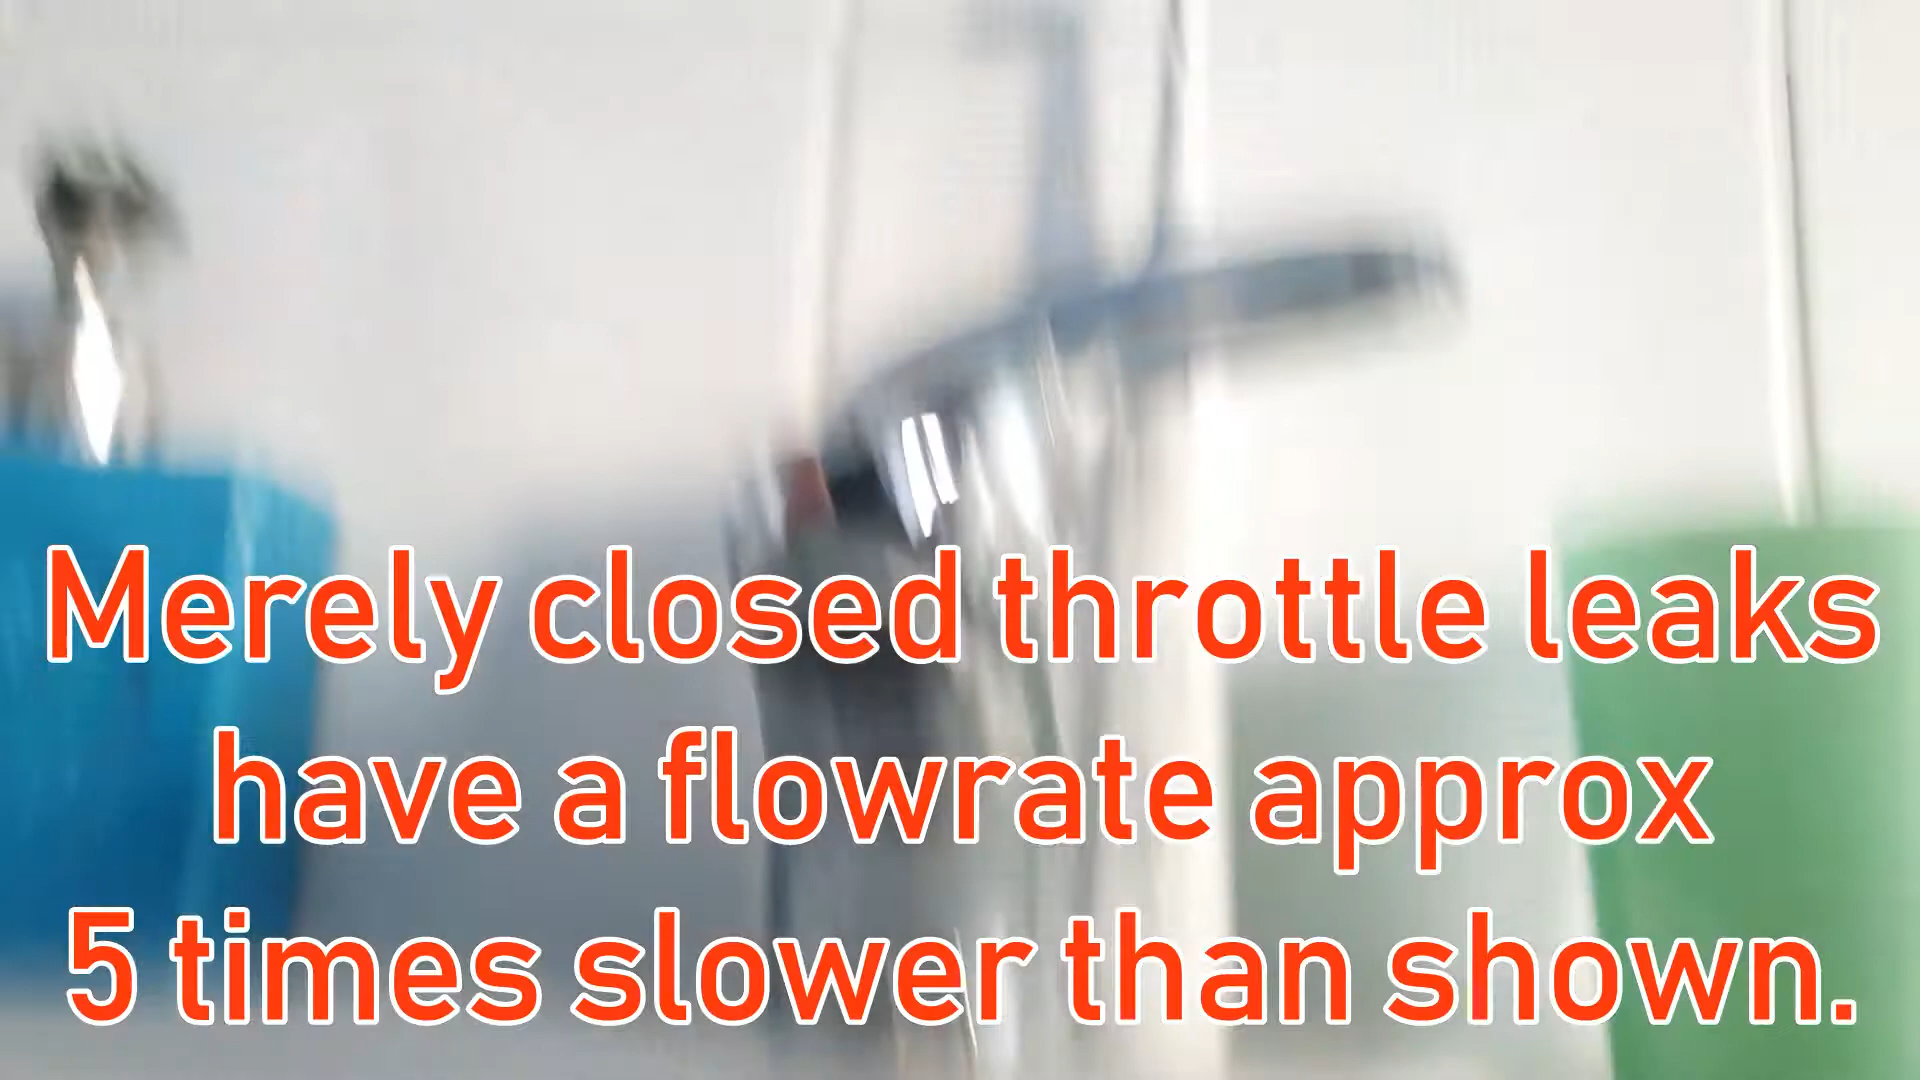 Merely closed throttle leaks
have a flowrate approx
5 times slower than shown.